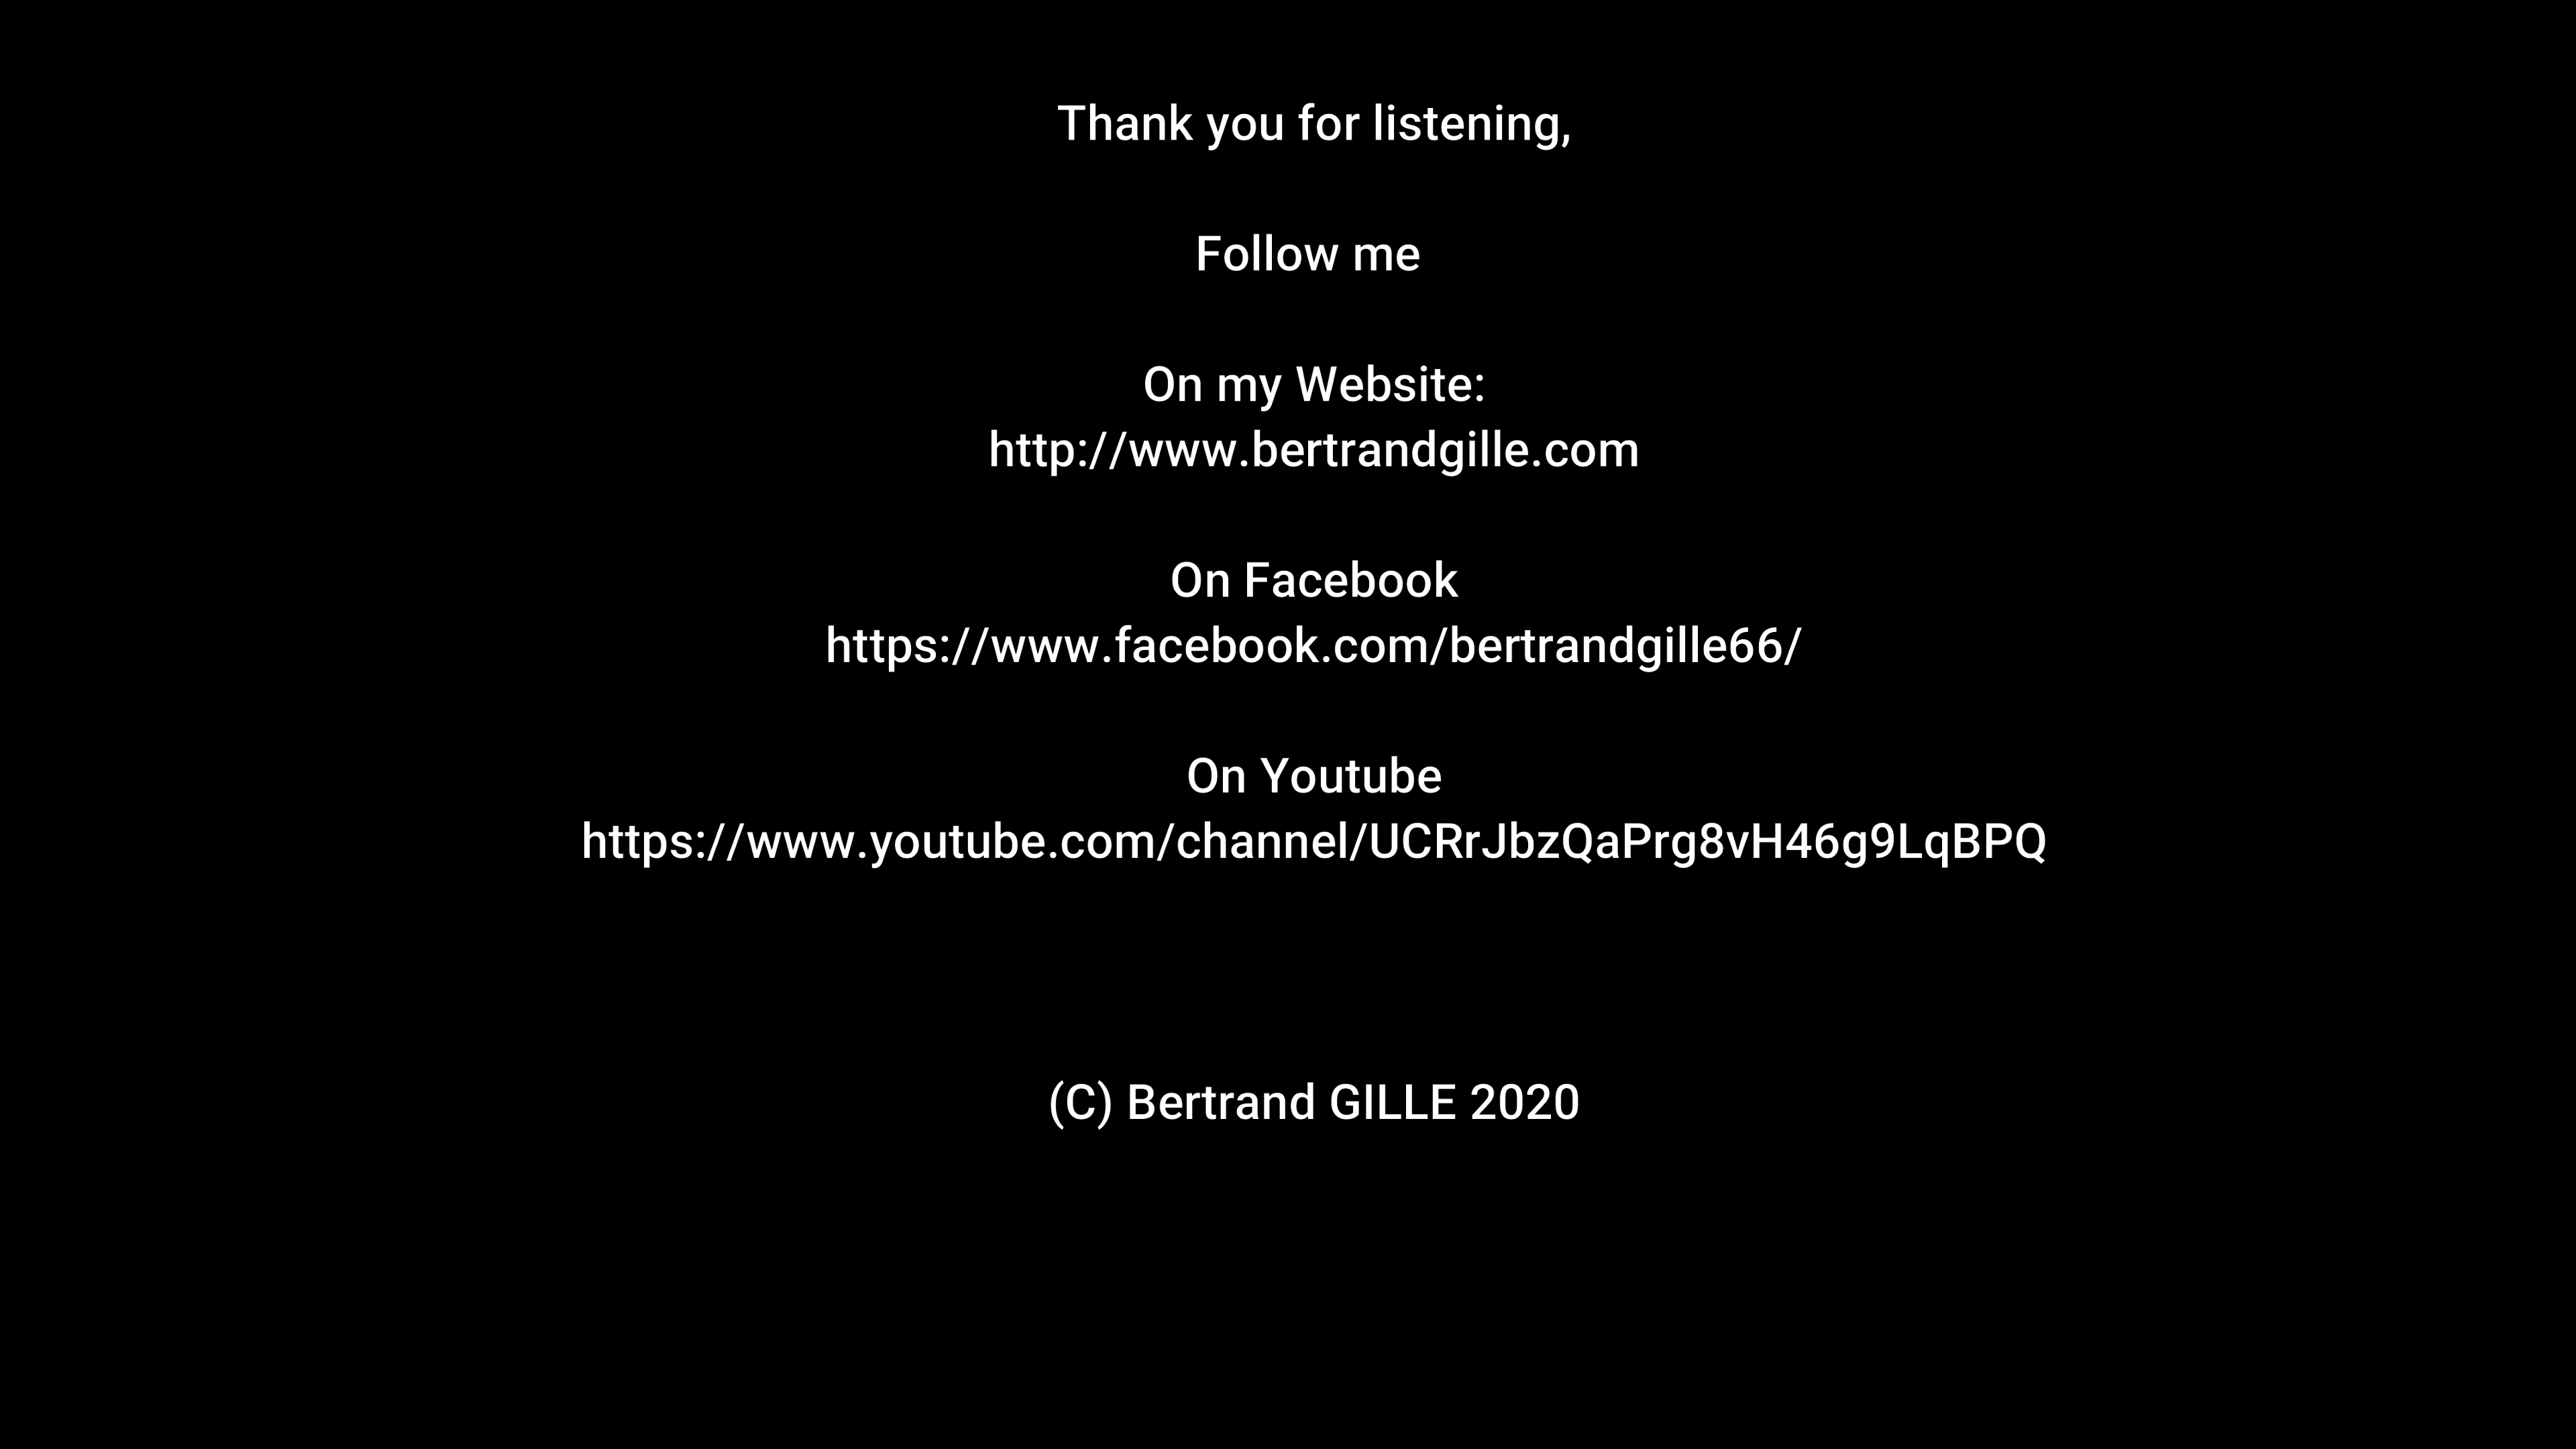 Thank you for listening,
Follow me
On my Website:
http://www.bertrandgille.com
On Facebook
https://www.facebook.com/bertrandgille66/
On Youtube
https://www.youtube.com/channel/UCRrJbzQaPrg8vH46g9LqBPQ
(C) Bertrand GILLE 2020